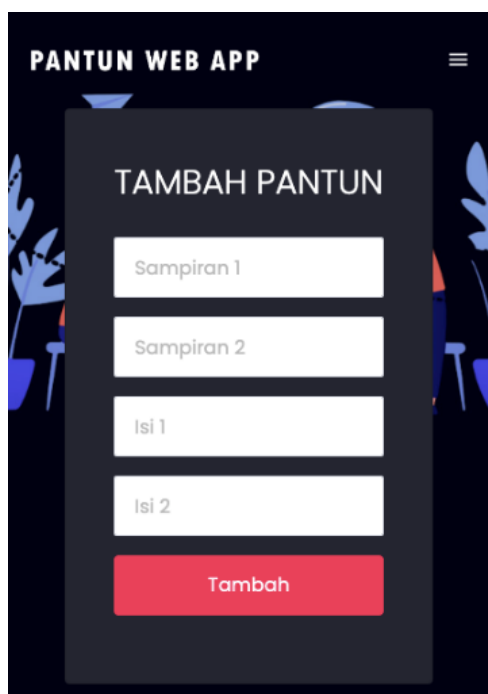 PANTUN WEB APP
TAMBAH PANTUN
Sampiran 1
Sampiran 2
Isi 1
Isi 2
Tambah